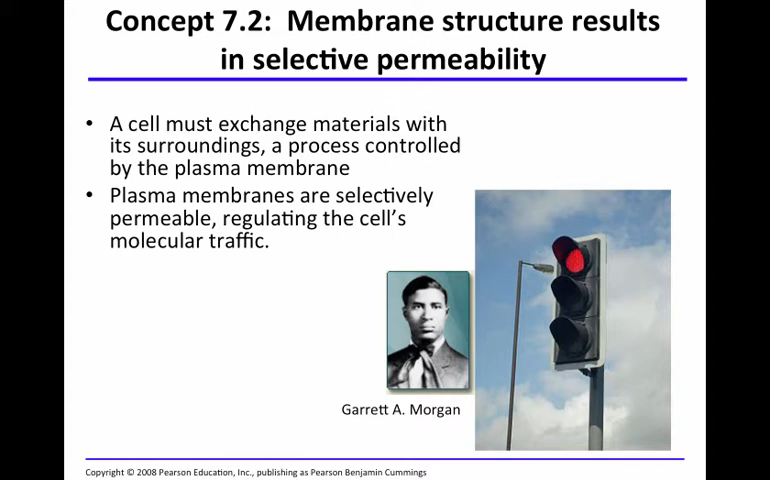 Concept 7.2:  Membrane structure results
in selective permeability
• A cell must exchange materials with
its surroundings, a process controlled
by the plasma membrane
• Plasma membranes are selectively
permeable, regulating the cell's
molecular traffic.
Garrett A. Morgan
Copyright © 2008 Pearson Education, Inc., publishing as Pearson Benjamin Cummings